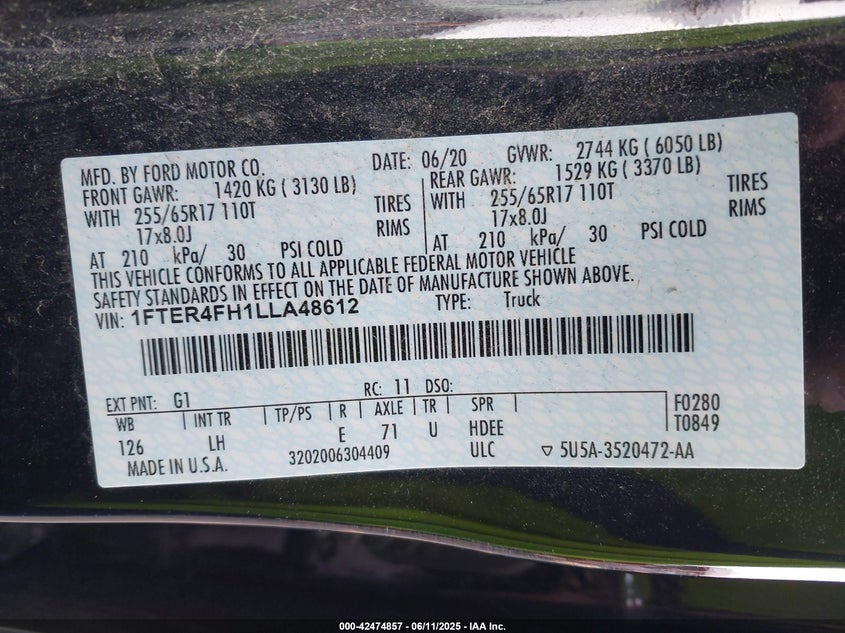 MFD. BY FORD MOTOR CO. DATE: 06/20 GVWR: 2744 KG ( 6050 LB)
FRONT GAWR: 1420 KG ( 3130 LB) REAR GAWR: 1529 KG ( 3370 LB)
WITH 255/65R17 110T TIRES WITH 255/65R17 110T TIRES
17x8.0J RIMS 17x8.0J RIMS
AT 210 kPa/ 30 PSI COLD AT 210 kPa/ 30 PSI COLD
THIS VEHICLE CONFORMS TO ALL APPLICABLE FEDERAL MOTOR VEHICLE
SAFETY STANDARDS IN EFFECT ON THE DATE OF MANUFACTURE SHOWN ABOVE.
VIN: 1FTER4FH1LLA48612 TYPE: Truck
EXT PNT: G1 RC: 11 DSO:
WB INT TR TP/PS R AXLE TR SPR F0280
126 LH E 71 U HDEE T0849
MADE IN U.S.A. 3202006304409 ULC ▽ 5U5A-3520472-AA
000-42474857 - 06/11/2025 - IAA Inc.